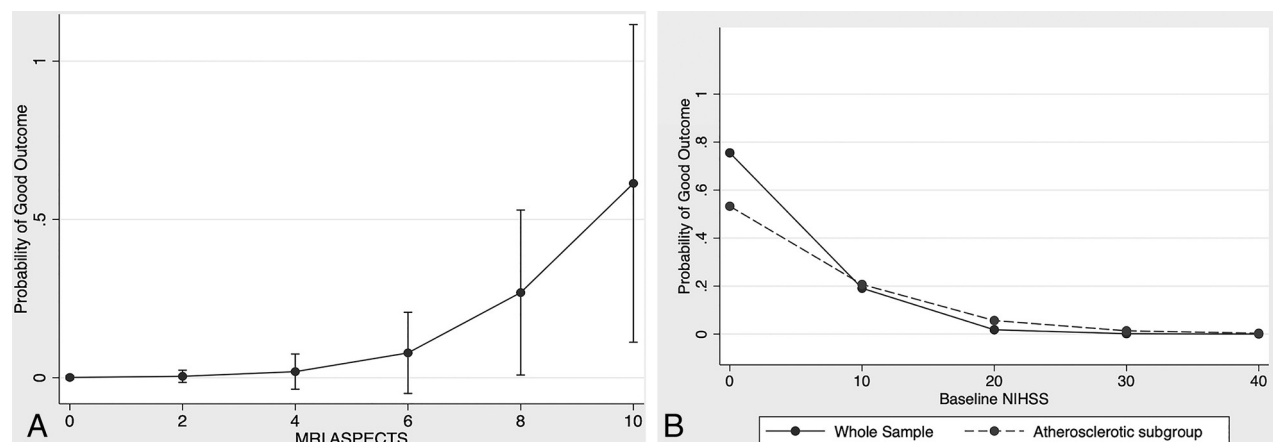 Probability of Good Outcome
1
.5
0
0 2 4 6 8 10
MRI ASPECTS
A
Probability of Good Outcome
1
.8
.6
.4
.2
0
0 10 20 30 40
Baseline NIHSS
B
Whole Sample Atherosclerotic subgroup